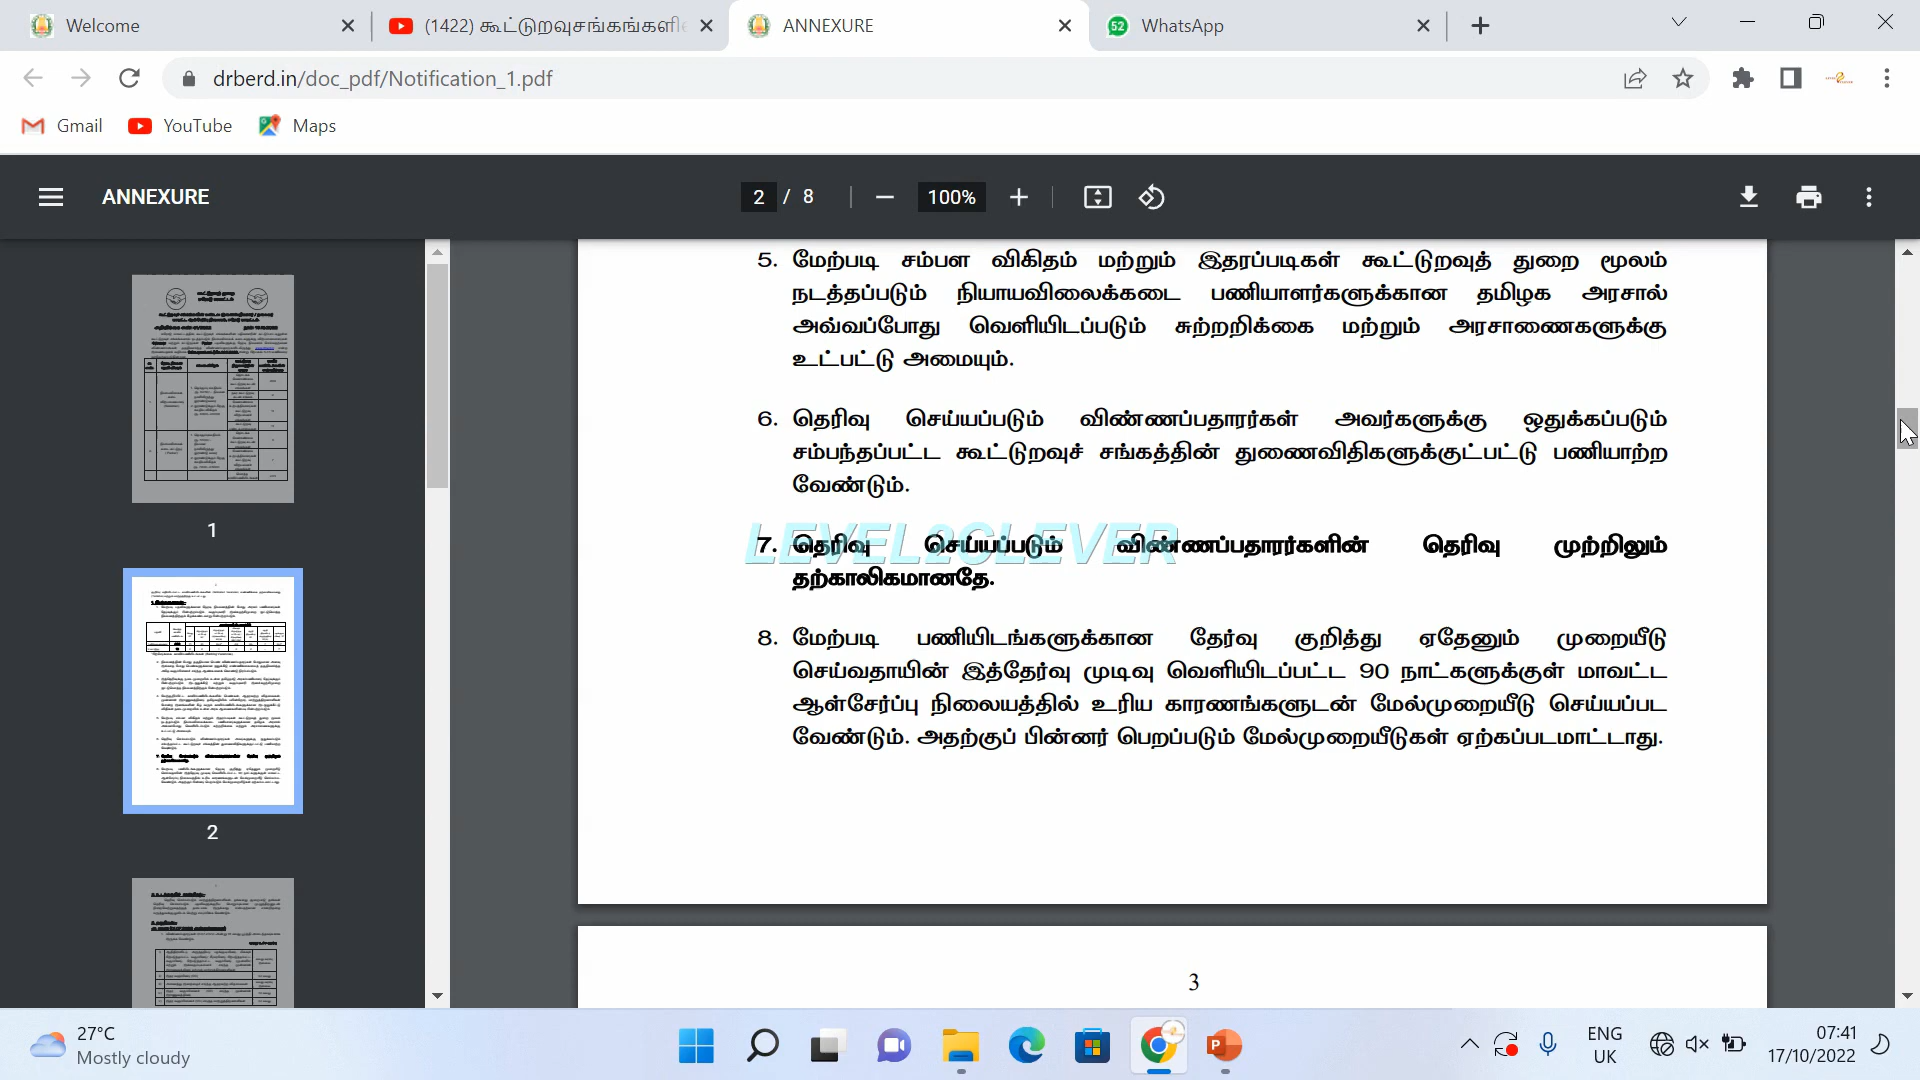 Welcome
(1422) கூட்டுறவுசங்கங்களி
ANNEXURE
WhatsApp
drberd.in/doc_pdf/Notification_1.pdf
Gmail
YouTube
Maps
ANNEXURE
2 / 8
100%
5. மேற்படி சம்பள விகிதம் மற்றும் இதரப்படிகள் கூட்டுறவுத் துறை மூலம்
நடத்தப்படும் நியாயவிலைக்கடை பணியாளர்களுக்கான தமிழக அரசால்
அவ்வப்போது வெளியிடப்படும் சுற்றறிக்கை மற்றும் அரசாணைகளுக்கு
உட்பட்டு அமையும்.
6. தெரிவு செய்யப்படும் விண்ணப்பதாரர்கள் அவர்களுக்கு ஒதுக்கப்படும்
சம்பந்தப்பட்ட கூட்டுறவுச் சங்கத்தின் துணைவிதிகளுக்குட்பட்டு பணியாற்ற
வேண்டும்.
LEVEL2CLEVER
7. தெரிவு செய்யப்படும் விண்ணப்பதாரர்களின் தெரிவு முற்றிலும்
தற்காலிகமானதே.
8. மேற்படி பணியிடங்களுக்கான தேர்வு குறித்து ஏதேனும் முறையீடு
செய்வதாயின் இத்தேர்வு முடிவு வெளியிடப்பட்ட 90 நாட்களுக்குள் மாவட்ட
ஆள்சேர்ப்பு நிலையத்தில் உரிய காரணங்களுடன் மேல்முறையீடு செய்யப்பட
வேண்டும். அதற்குப் பின்னர் பெறப்படும் மேல்முறையீடுகள் ஏற்கப்படமாட்டாது.
3
1
2
27°C
Mostly cloudy
ENG
UK
07:41
17/10/2022